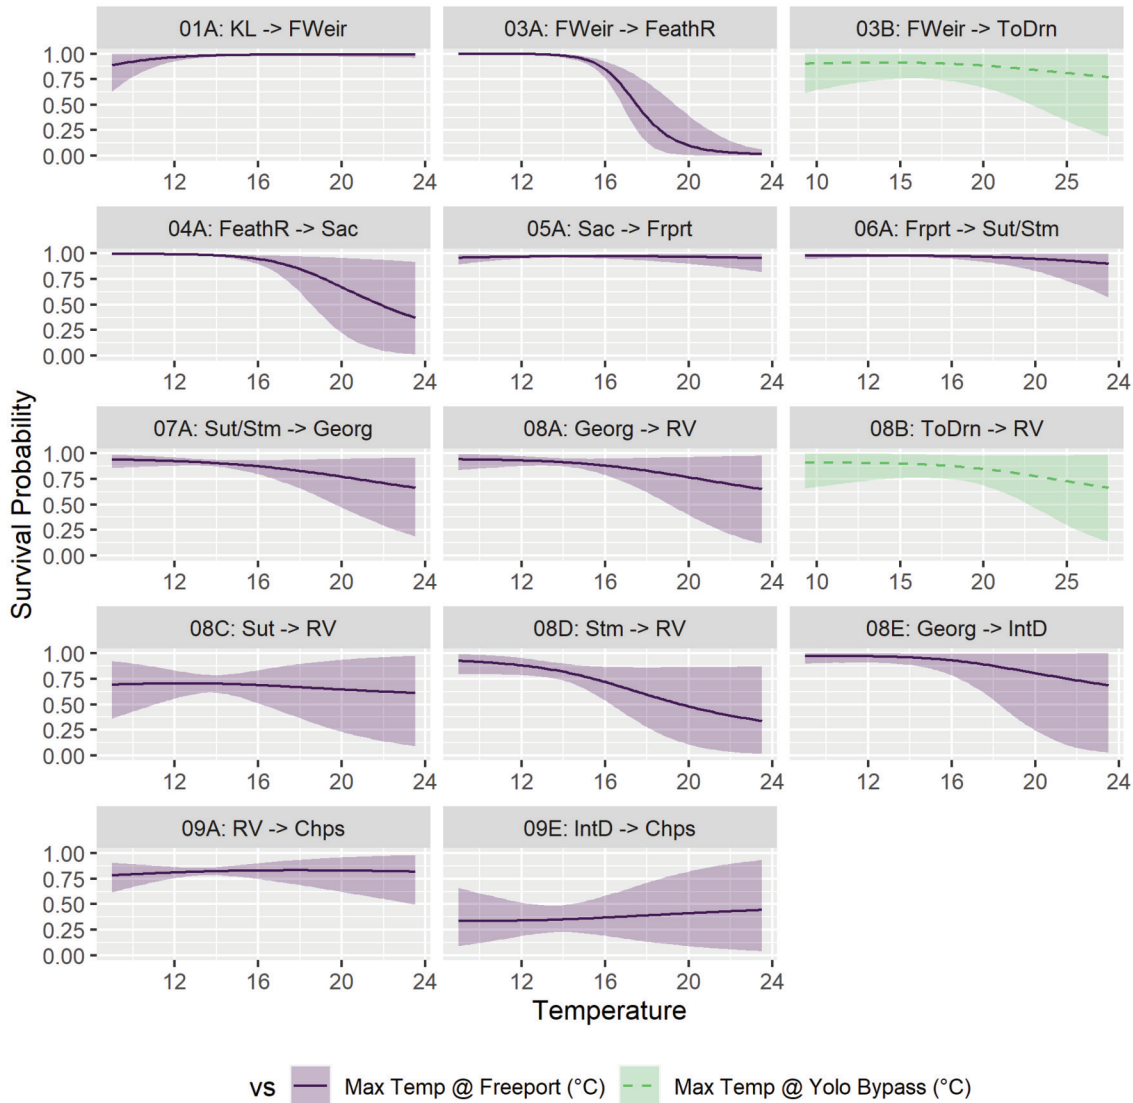 01A: KL -> FWeir
03A: FWeir -> FeathR
03B: FWeir -> ToDrn
1.00
0.75
0.50
0.25
0.00
12 16 20 24
12 16 20 24
10 15 20 25
04A: FeathR -> Sac
05A: Sac -> Frprt
06A: Frprt -> Sut/Stm
1.00
0.75
0.50
0.25
0.00
12 16 20 24
12 16 20 24
12 16 20 24
07A: Sut/Stm -> Georg
08A: Georg -> RV
08B: ToDrn -> RV
1.00
0.75
0.50
0.25
0.00
12 16 20 24
12 16 20 24
10 15 20 25
08C: Sut -> RV
08D: Stm -> RV
08E: Georg -> IntD
1.00
0.75
0.50
0.25
0.00
12 16 20 24
12 16 20 24
12 16 20 24
09A: RV -> Chps
09E: IntD -> Chps
1.00
0.75
0.50
0.25
0.00
12 16 20 24
12 16 20 24
Survival Probability
Temperature
vs Max Temp @ Freeport (°C) Max Temp @ Yolo Bypass (°C)